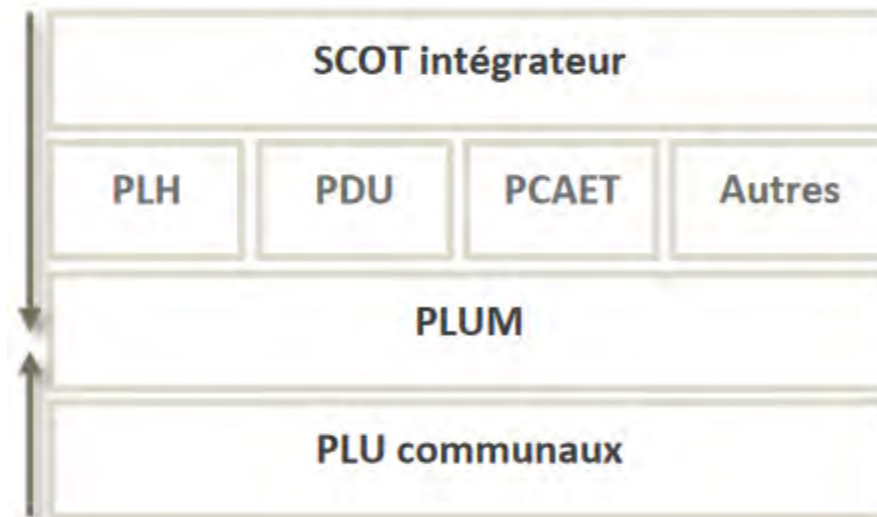 SCOT intégrateur
PLH PDU PCAET Autres
PLUM
PLU communaux